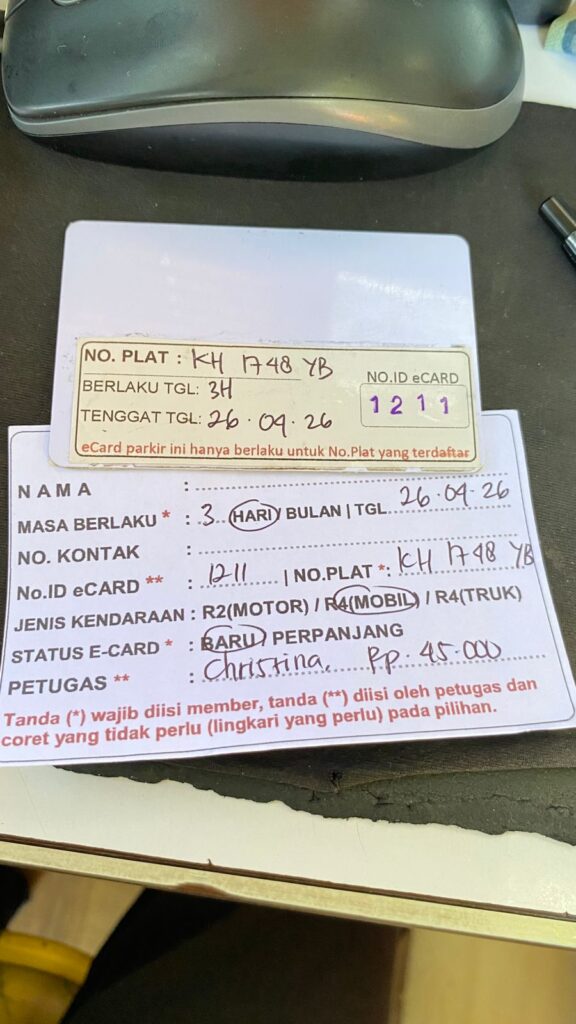 NO. PLAT : KH 1748 YB
BERLAKU TGL: 3H
TENGGAT TGL: 26.09.26
NO.ID eCARD
1211
eCard parkir ini hanya berlaku untuk No.Plat yang terdaftar
NAMA :
MASA BERLAKU * : 3 HARI / BULAN | TGL. 26.09.26
NO. KONTAK :
No.ID eCARD ** : 1211 | NO.PLAT *: KH 1748 YB
JENIS KENDARAAN : R2(MOTOR) / R4(MOBIL) / R4(TRUK)
STATUS E-CARD * : BARU / PERPANJANG
PETUGAS ** : Christina, Rp. 45.000
Tanda (*) wajib diisi member, tanda (**) diisi oleh petugas dan
coret yang tidak perlu (lingkari yang perlu) pada pilihan.